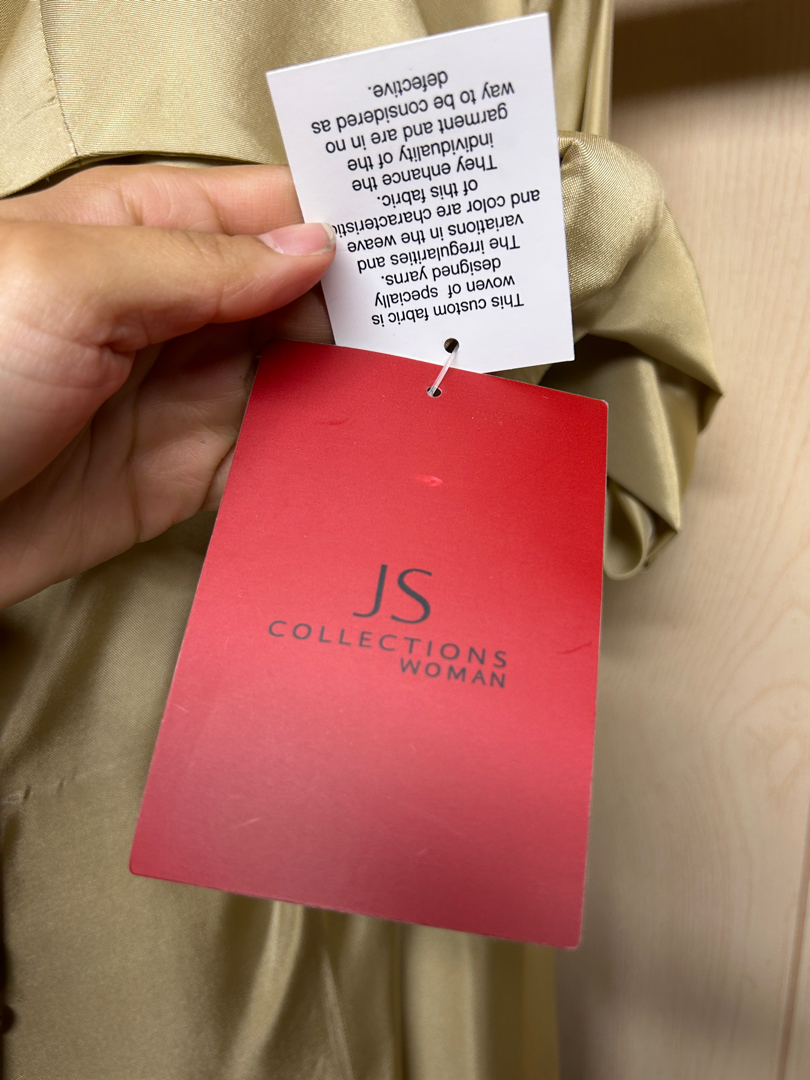 This custom fabric is
woven of specially
designed yarns.
The irregularities and
variations in the weave
and color are characteristic
of this fabric.
They enhance the
individuality of the
garment and are in no
way to be considered as
defective.
JS
COLLECTIONS
WOMAN